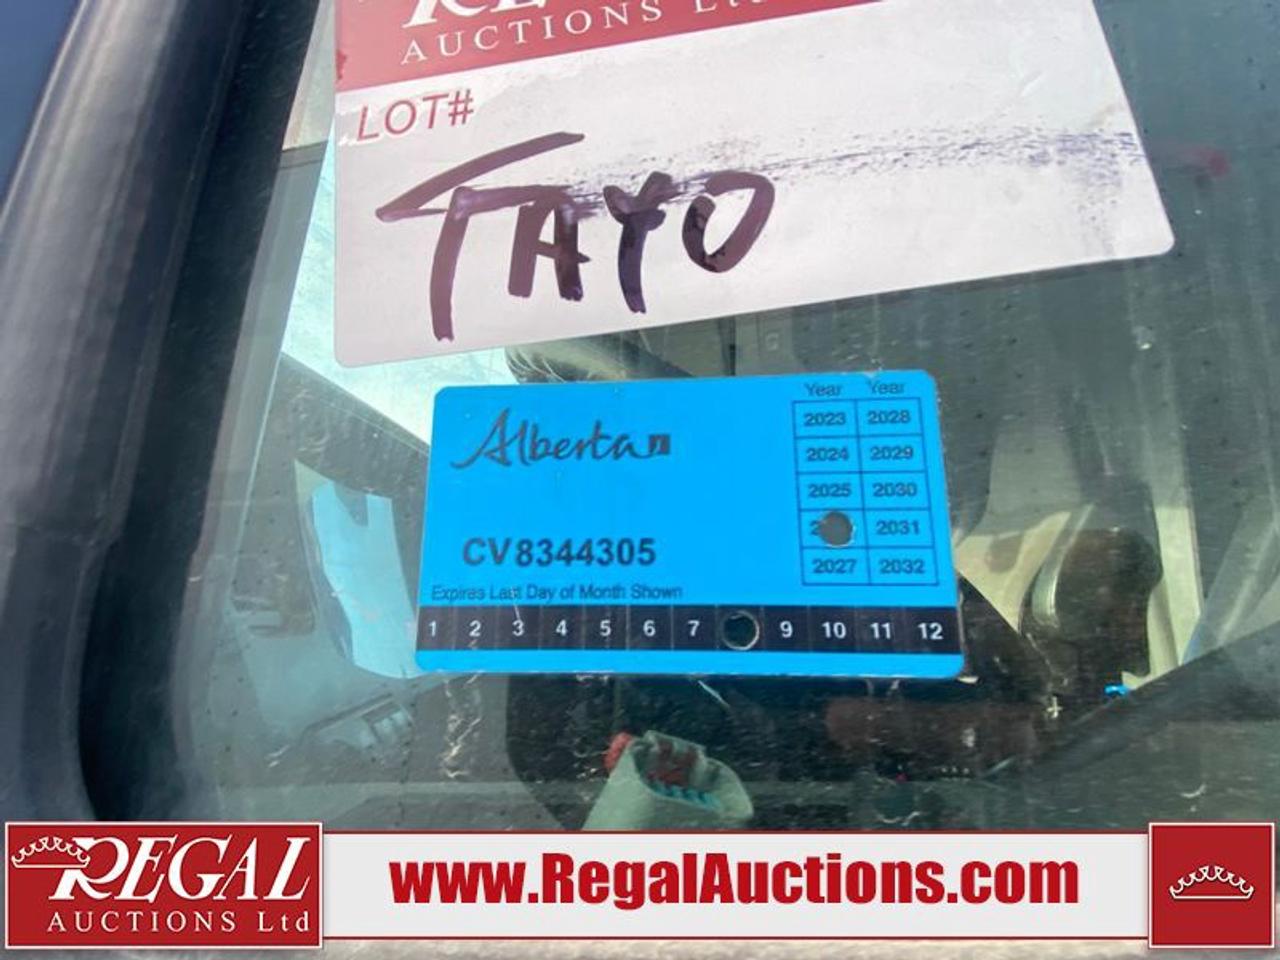 AUCTIONS Ltd
LOT#
TAYO
Year Year
2023 2028
Alberta
2024 2029
2025 2030
2031
CV8344305
2027 2032
Expires Last Day of Month Shown
1 2 3 4 5 6 7 9 10 11 12
REGAL
AUCTIONS Ltd
www.RegalAuctions.com